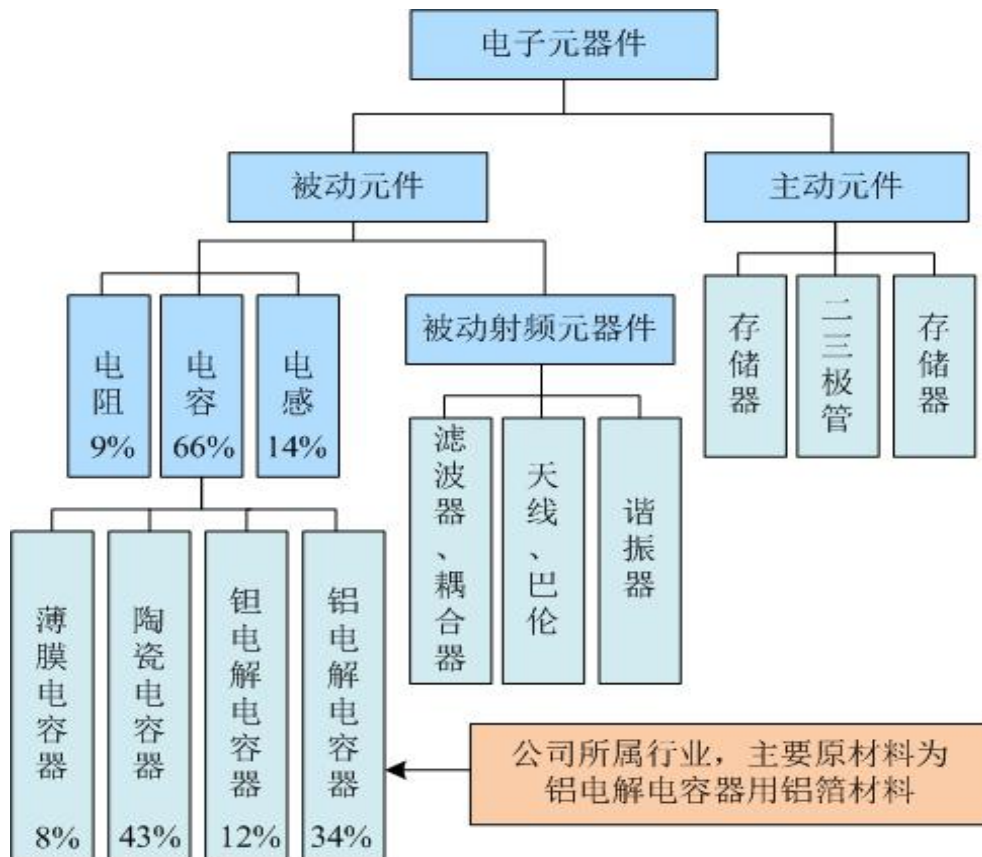 电子元器件
被动元件
主动元件
电阻
9%
电容
66%
电感
14%
被动射频元器件
存储器
二三极管
存储器
滤波器、耦合器
天线、巴伦
谐振器
薄膜电容器
8%
陶瓷电容器
43%
钽电解电容器
12%
铝电解电容器
34%
公司所属行业，主要原材料为
铝电解电容器用铝箔材料